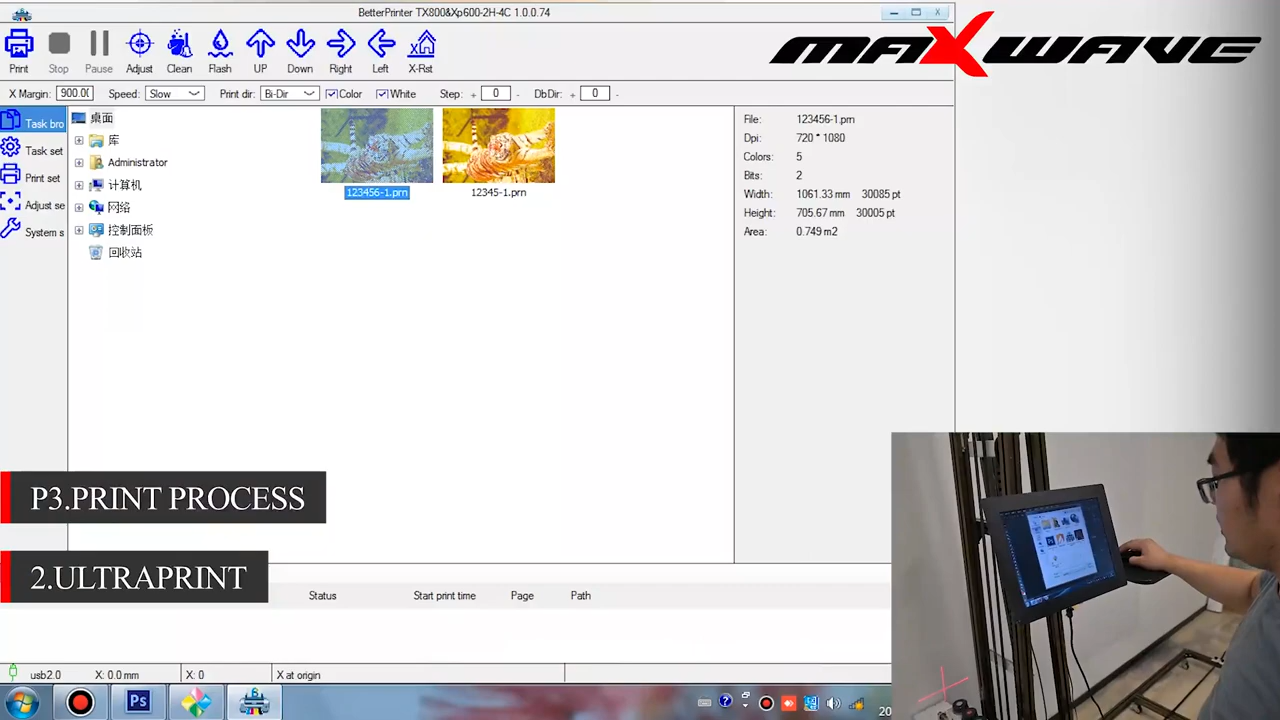 BetterPrinter TX800&Xp600-2H-4C 1.0.0.74
MAXWAVE
Print
Stop
Pause
Adjust
Clean
Flash
UP
Down
Right
Left
X-Rst
X Margin: 900.00
Speed: Slow
Print dir: Bi-Dir
Color
White
Step: + 0 -
DbDir: + 0 -
Task bro
Task set
Print set
Adjust se
System s
桌面
库
Administrator
计算机
网络
控制面板
回收站
123456-1.prn
12345-1.prn
File: 123456-1.prn
Dpi: 720 * 1080
Colors: 5
Bits: 2
Width: 1061.33 mm 30085 pt
Height: 705.67 mm 30005 pt
Area: 0.749 m2
P3.PRINT PROCESS
2.ULTRAPRINT
Status
Start print time
Page
Path
usb2.0
X: 0.0 mm
X: 0
X at origin
Ps
20